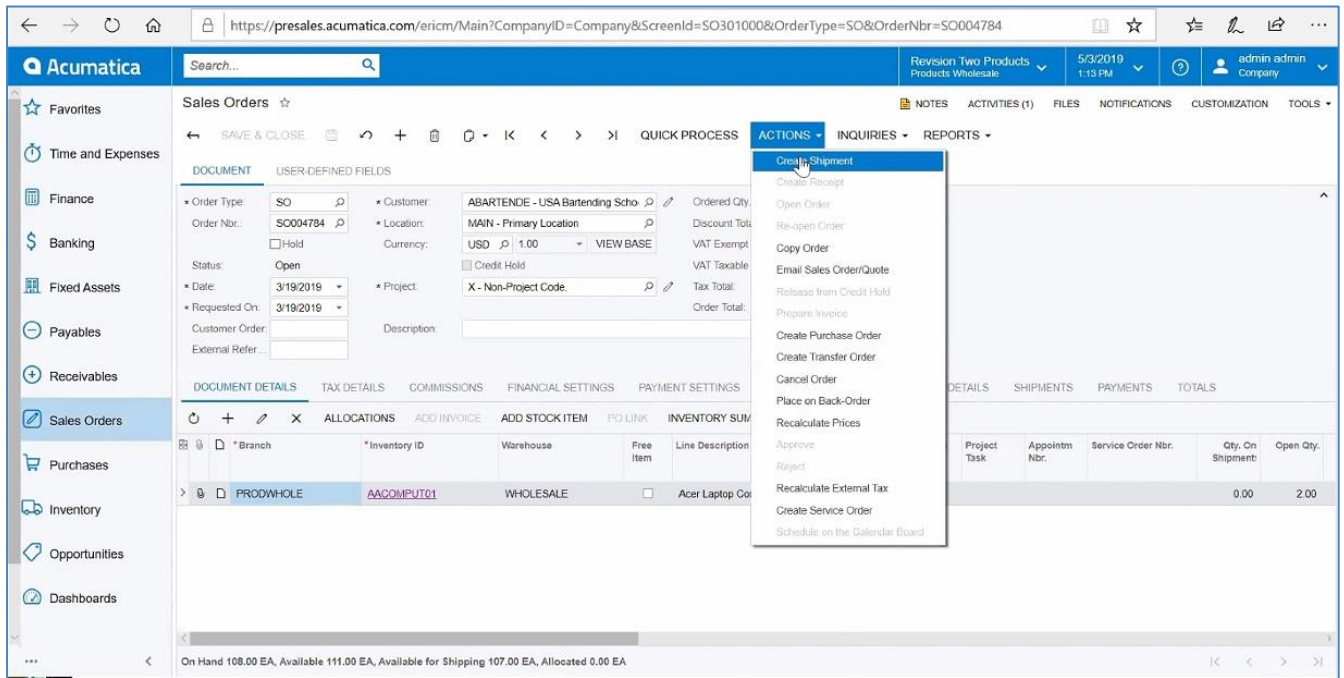 https://presales.acumatica.com/ericm/Main?CompanyID=Company&ScreenId=SO301000&OrderType=SO&OrderNbr=SO004784
Acumatica
Search...
Revision Two Products
Products Wholesale
5/3/2019
1:13 PM
admin admin
Company
Favorites
Time and Expenses
Finance
Banking
Fixed Assets
Payables
Receivables
Sales Orders
Purchases
Inventory
Opportunities
Dashboards
Sales Orders
NOTES ACTIVITIES (1) FILES NOTIFICATIONS CUSTOMIZATION TOOLS
SAVE & CLOSE QUICK PROCESS ACTIONS INQUIRIES REPORTS
DOCUMENT USER-DEFINED FIELDS
* Order Type: SO * Customer: ABARTENDE - USA Bartending Scho Ordered Qty.
Order Nbr.: SO004784 * Location: MAIN - Primary Location Discount Tota
Hold Currency: USD 1.00 VIEW BASE VAT Exempt
Status: Open Credit Hold VAT Taxable
* Date: 3/19/2019 * Project: X - Non-Project Code. Tax Total:
* Requested On: 3/19/2019 Order Total:
Customer Order: Description:
External Refer...
Create Shipment
Create Receipt
Open Order
Re-open Order
Copy Order
Email Sales Order/Quote
Release from Credit Hold
Prepare Invoice
Create Purchase Order
Create Transfer Order
Cancel Order
Place on Back-Order
Recalculate Prices
Approve
Reject
Recalculate External Tax
Create Service Order
Schedule on the Calendar Board
DOCUMENT DETAILS TAX DETAILS COMMISSIONS FINANCIAL SETTINGS PAYMENT SETTINGS DETAILS SHIPMENTS PAYMENTS TOTALS
ALLOCATIONS ADD INVOICE ADD STOCK ITEM PO LINK INVENTORY SUM
* Branch * Inventory ID Warehouse Free Item Line Description Project Task Appointm Nbr. Service Order Nbr. Qty. On Shipments Open Qty.
PRODWHOLE AACOMPUT01 WHOLESALE Acer Laptop Co 0.00 2.00
On Hand 108.00 EA, Available 111.00 EA, Available for Shipping 107.00 EA, Allocated 0.00 EA